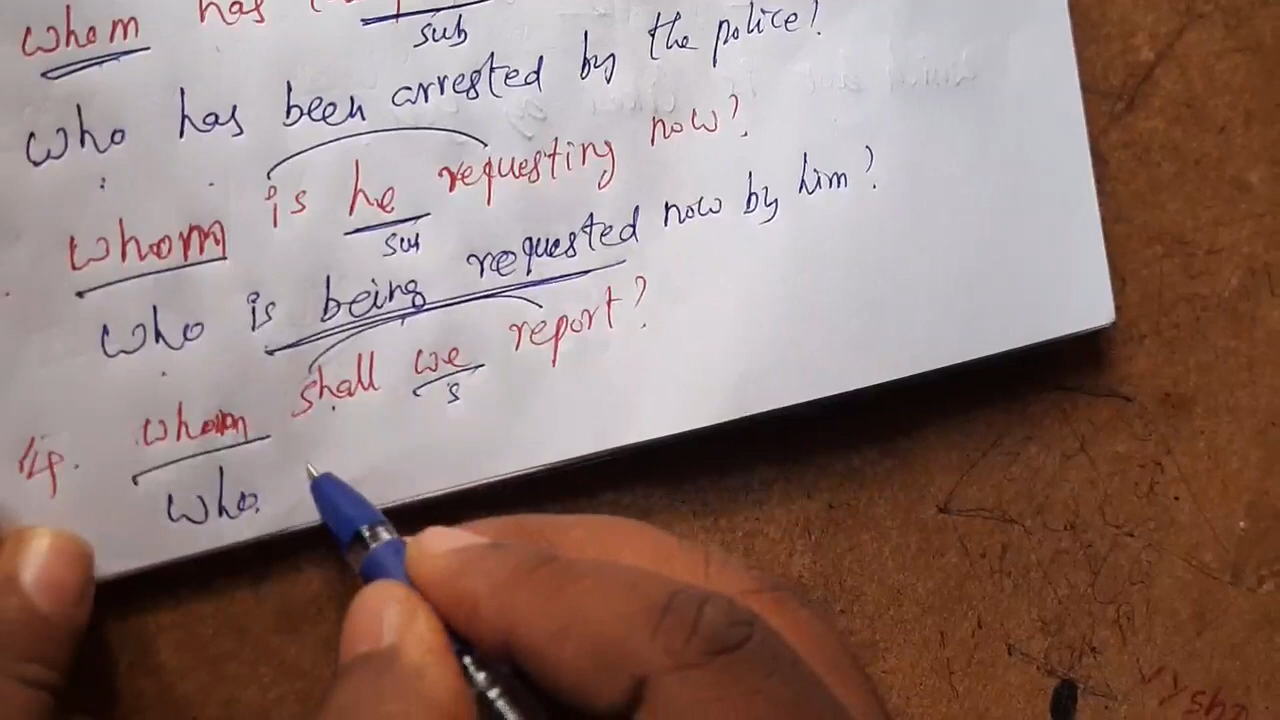 whom has
sub
who has been arrested by the police?
whom is he requesting now?
sub
who is being requested now by him?
whom shall we report?
s
who